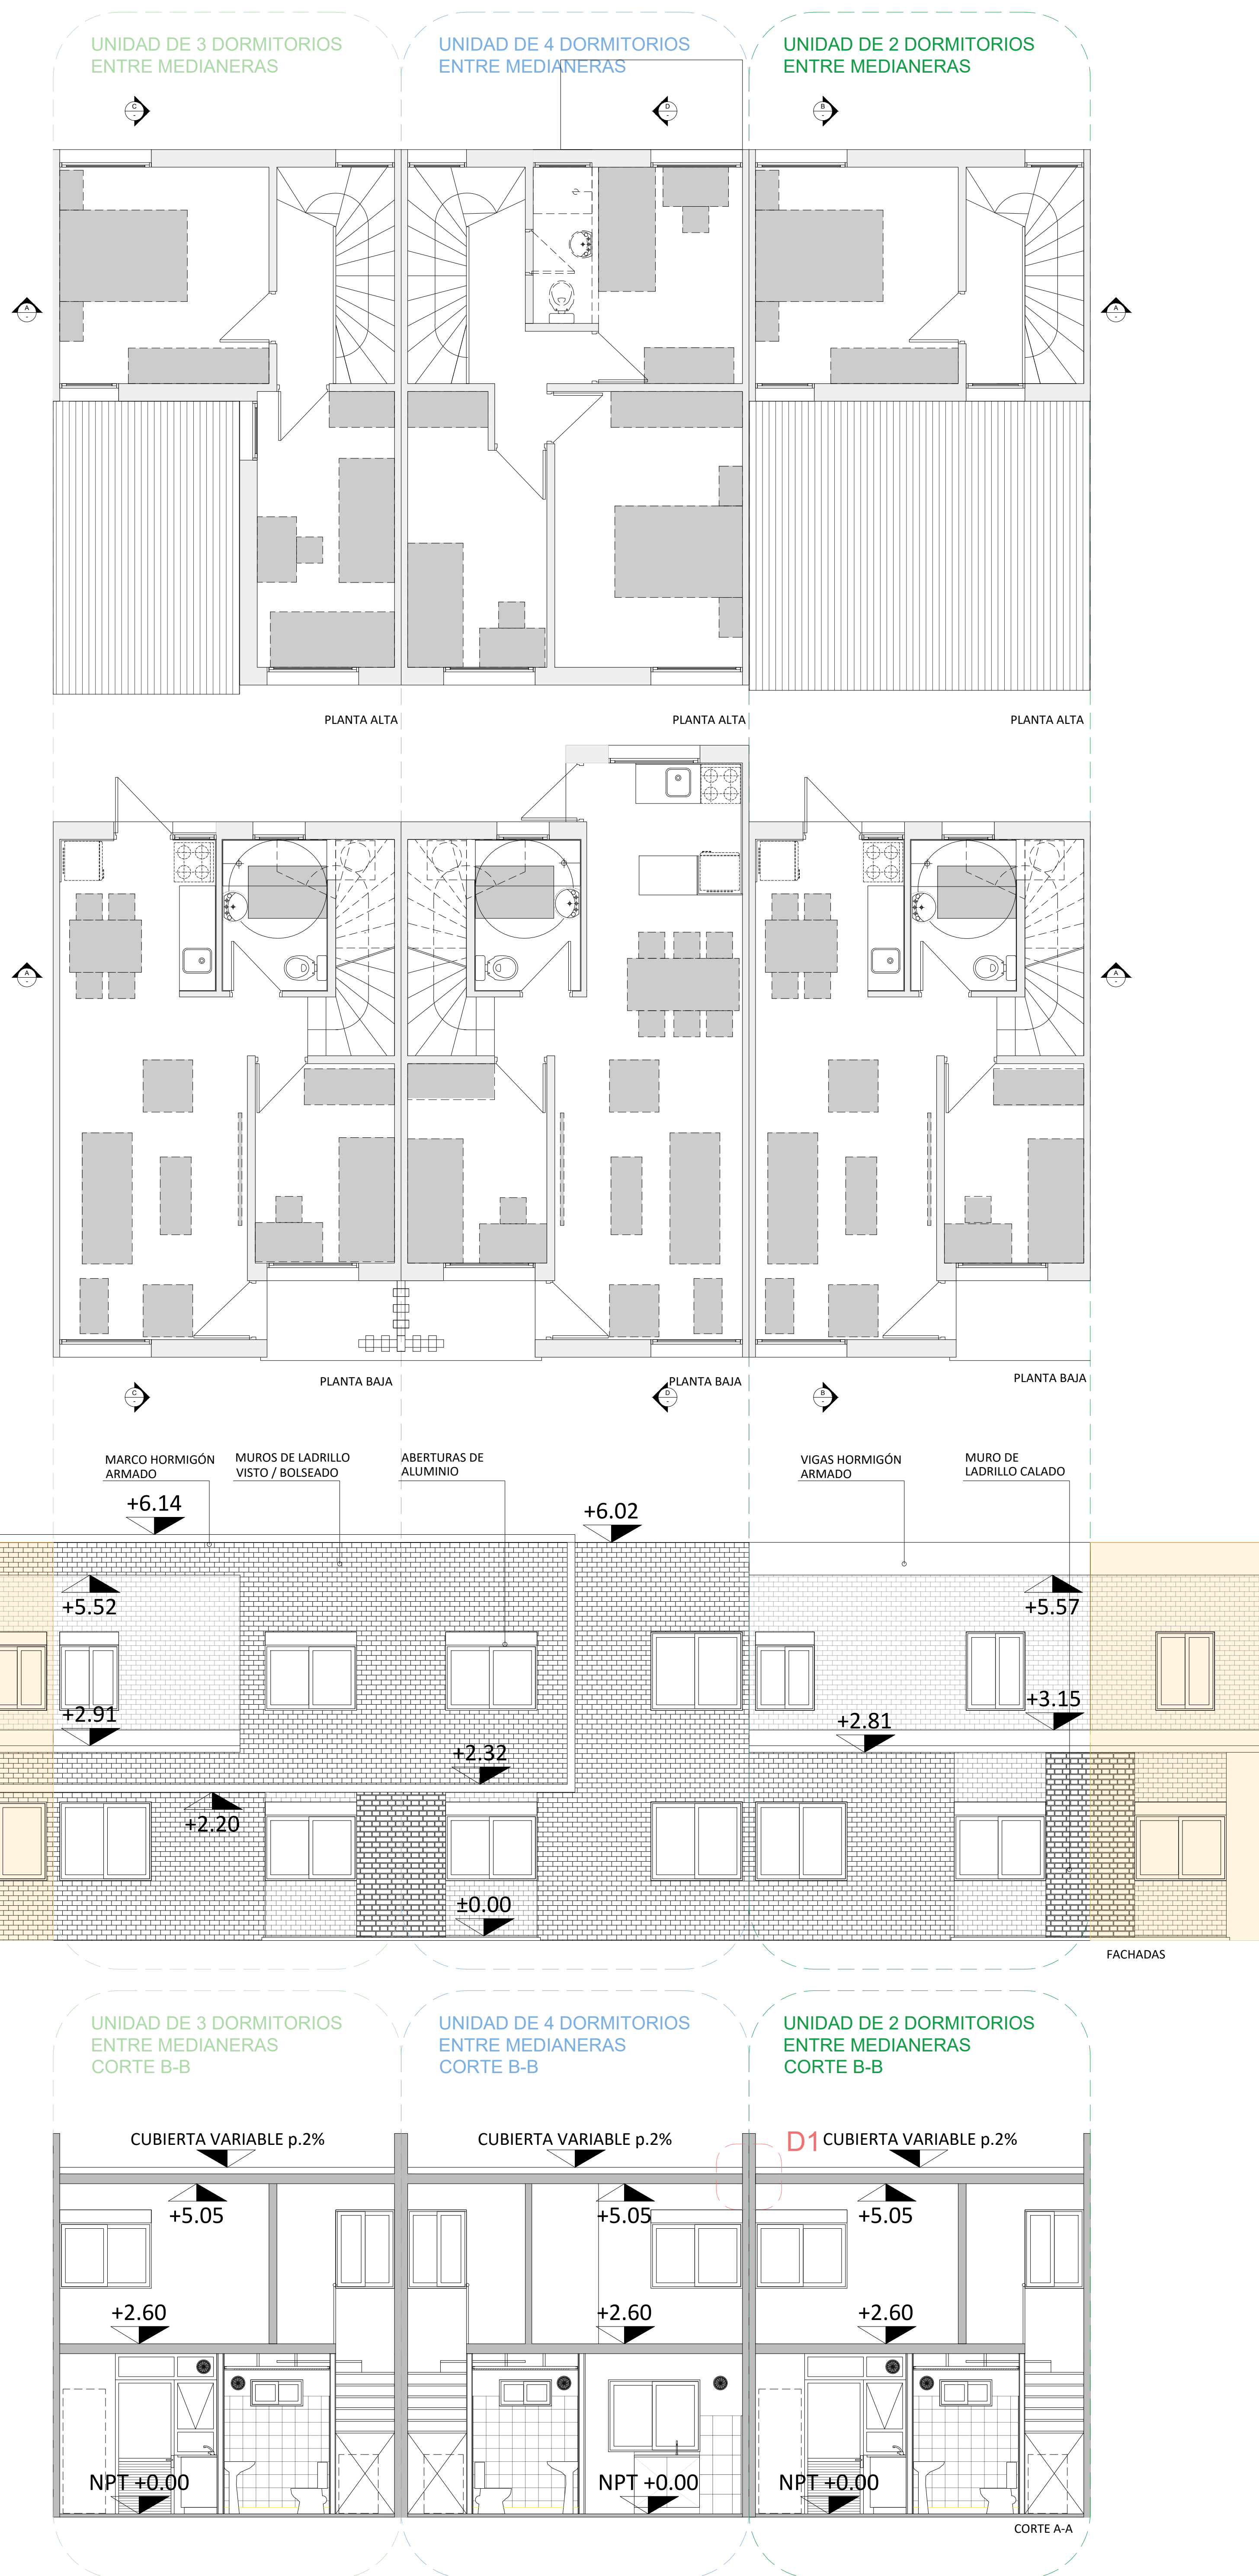 UNIDAD DE 3 DORMITORIOS
ENTRE MEDIANERAS
UNIDAD DE 4 DORMITORIOS
ENTRE MEDIANERAS
UNIDAD DE 2 DORMITORIOS
ENTRE MEDIANERAS
C
-
D
-
B
-
A
-
A
-
PLANTA ALTA
PLANTA ALTA
PLANTA ALTA
A
-
A
-
PLANTA BAJA
PLANTA BAJA
PLANTA BAJA
C
-
D
-
B
-
MARCO HORMIGÓN
ARMADO
MUROS DE LADRILLO
VISTO / BOLSEADO
ABERTURAS DE
ALUMINIO
VIGAS HORMIGÓN
ARMADO
MURO DE
LADRILLO CALADO
+6.14
+6.02
+5.52
+5.57
+2.91
+3.15
+2.81
+2.32
+2.20
±0.00
FACHADAS
UNIDAD DE 3 DORMITORIOS
ENTRE MEDIANERAS
CORTE B-B
UNIDAD DE 4 DORMITORIOS
ENTRE MEDIANERAS
CORTE B-B
UNIDAD DE 2 DORMITORIOS
ENTRE MEDIANERAS
CORTE B-B
CUBIERTA VARIABLE p.2%
CUBIERTA VARIABLE p.2%
D1
CUBIERTA VARIABLE p.2%
+5.05
+5.05
+5.05
+2.60
+2.60
+2.60
NPT +0.00
NPT +0.00
NPT +0.00
CORTE A-A